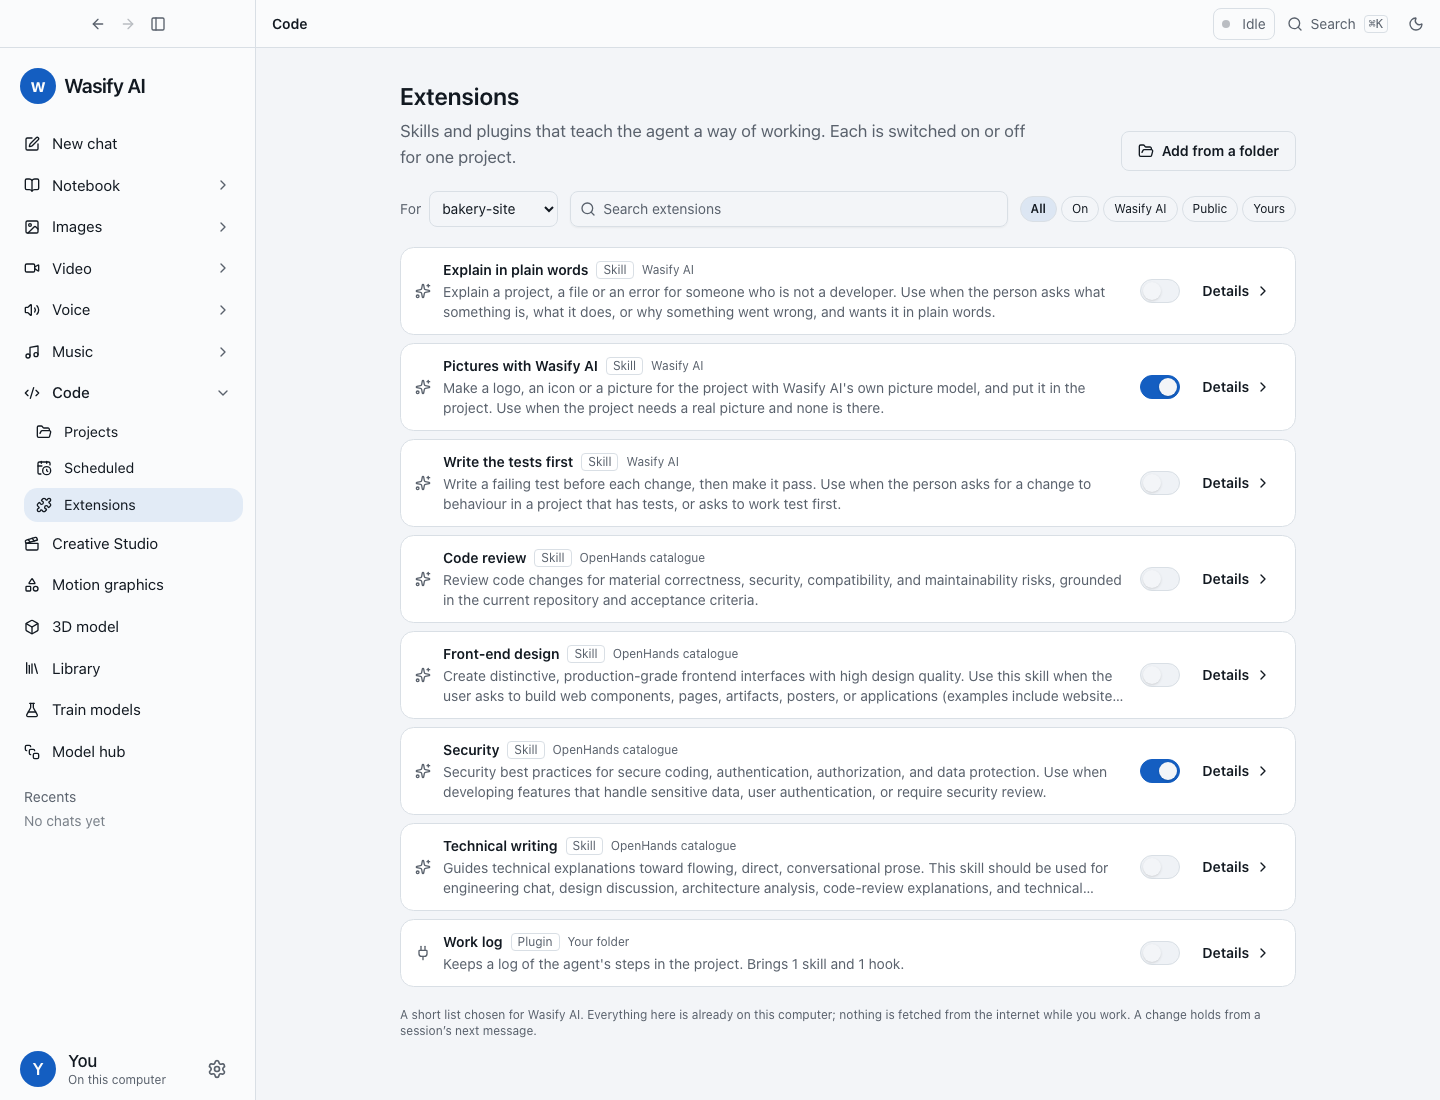 Code
Idle
Search ⌘K
W Wasify AI
New chat
Notebook
Images
Video
Voice
Music
Code
Projects
Scheduled
Extensions
Creative Studio
Motion graphics
3D model
Library
Train models
Model hub
Recents
No chats yet
Y You
On this computer
Extensions
Skills and plugins that teach the agent a way of working. Each is switched on or off
for one project.
Add from a folder
For bakery-site Search extensions All On Wasify AI Public Yours
Explain in plain words Skill Wasify AI
Explain a project, a file or an error for someone who is not a developer. Use when the person asks what
something is, what it does, or why something went wrong, and wants it in plain words.
Details
Pictures with Wasify AI Skill Wasify AI
Make a logo, an icon or a picture for the project with Wasify AI's own picture model, and put it in the
project. Use when the project needs a real picture and none is there.
Details
Write the tests first Skill Wasify AI
Write a failing test before each change, then make it pass. Use when the person asks for a change to
behaviour in a project that has tests, or asks to work test first.
Details
Code review Skill OpenHands catalogue
Review code changes for material correctness, security, compatibility, and maintainability risks, grounded
in the current repository and acceptance criteria.
Details
Front-end design Skill OpenHands catalogue
Create distinctive, production-grade frontend interfaces with high design quality. Use this skill when the
user asks to build web components, pages, artifacts, posters, or applications (examples include website...
Details
Security Skill OpenHands catalogue
Security best practices for secure coding, authentication, authorization, and data protection. Use when
developing features that handle sensitive data, user authentication, or require security review.
Details
Technical writing Skill OpenHands catalogue
Guides technical explanations toward flowing, direct, conversational prose. This skill should be used for
engineering chat, design discussion, architecture analysis, code-review explanations, and technical...
Details
Work log Plugin Your folder
Keeps a log of the agent's steps in the project. Brings 1 skill and 1 hook.
Details
A short list chosen for Wasify AI. Everything here is already on this computer; nothing is fetched from the internet while you work. A change holds from a
session's next message.